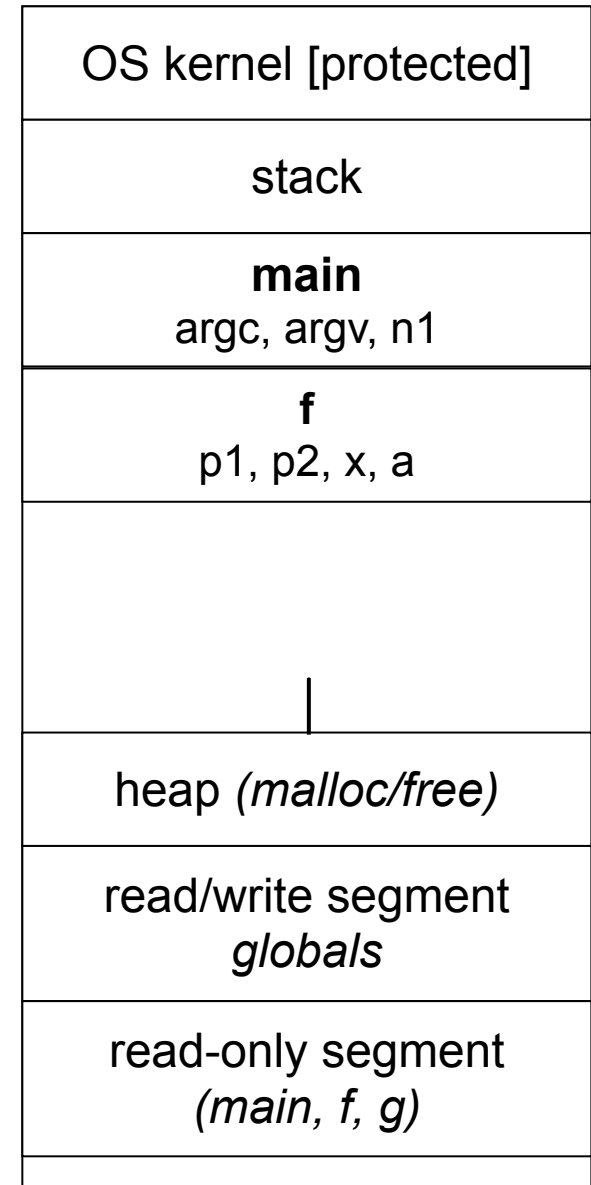 OS kernel [protected]
stack
main
argc, argv, n1
f
p1, p2, x, a
heap (malloc/free)
read/write segment
globals
read-only segment
(main, f, g)